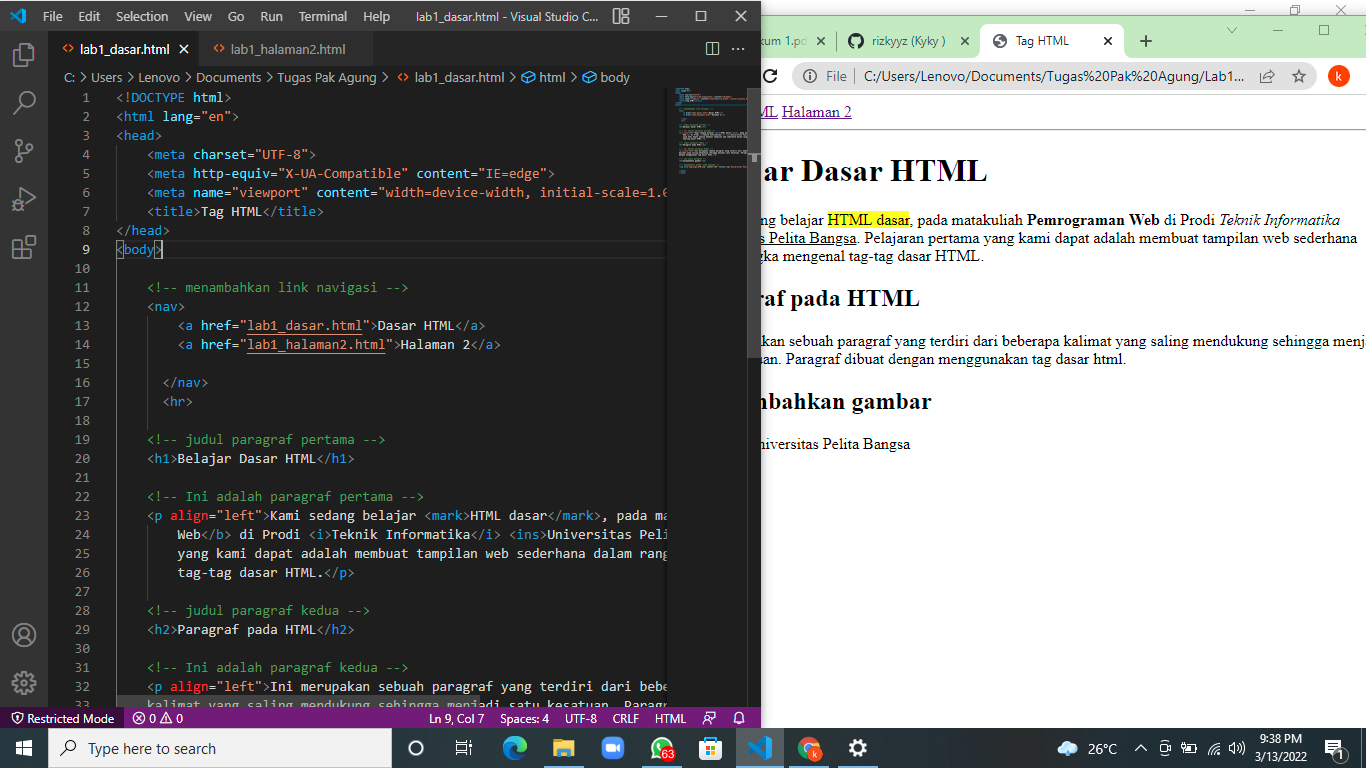 File Edit Selection View Go Run Terminal Help lab1_dasar.html - Visual Studio C...
lab1_dasar.html lab1_halaman2.html
C: > Users > Lenovo > Documents > Tugas Pak Agung > lab1_dasar.html > html > body
1 <!DOCTYPE html>
2 <html lang="en">
3 <head>
4 <meta charset="UTF-8">
5 <meta http-equiv="X-UA-Compatible" content="IE=edge">
6 <meta name="viewport" content="width=device-width, initial-scale=1.0
7 <title>Tag HTML</title>
8 </head>
9 <body>
10
11 <!-- menambahkan link navigasi -->
12 <nav>
13 <a href="lab1_dasar.html">Dasar HTML</a>
14 <a href="lab1_halaman2.html">Halaman 2</a>
15
16 </nav>
17 <hr>
18
19 <!-- judul paragraf pertama -->
20 <h1>Belajar Dasar HTML</h1>
21
22 <!-- Ini adalah paragraf pertama -->
23 <p align="left">Kami sedang belajar <mark>HTML dasar</mark>, pada ma
24 Web</b> di Prodi <i>Teknik Informatika</i> <ins>Universitas Peli
25 yang kami dapat adalah membuat tampilan web sederhana dalam rang
26 tag-tag dasar HTML.</p>
27
28 <!-- judul paragraf kedua -->
29 <h2>Paragraf pada HTML</h2>
30
31 <!-- Ini adalah paragraf kedua -->
32 <p align="left">Ini merupakan sebuah paragraf yang terdiri dari bebe
33 kalimat yang saling mendukung sehingga menjadi satu kesatuan. Paragr
Restricted Mode 0 0 Ln 9, Col 7 Spaces: 4 UTF-8 CRLF HTML
kum 1.pd rizkyyz (Kyky ) Tag HTML
File C:/Users/Lenovo/Documents/Tugas%20Pak%20Agung/Lab1... k
ML Halaman 2
ar Dasar HTML
ng belajar HTML dasar, pada matakuliah Pemrograman Web di Prodi Teknik Informatika
s Pelita Bangsa. Pelajaran pertama yang kami dapat adalah membuat tampilan web sederhana
gka mengenal tag-tag dasar HTML.
raf pada HTML
kan sebuah paragraf yang terdiri dari beberapa kalimat yang saling mendukung sehingga menj
uan. Paragraf dibuat dengan menggunakan tag dasar html.
mbahkan gambar
niversitas Pelita Bangsa
Type here to search 63 k 26°C 9:38 PM 1
3/13/2022